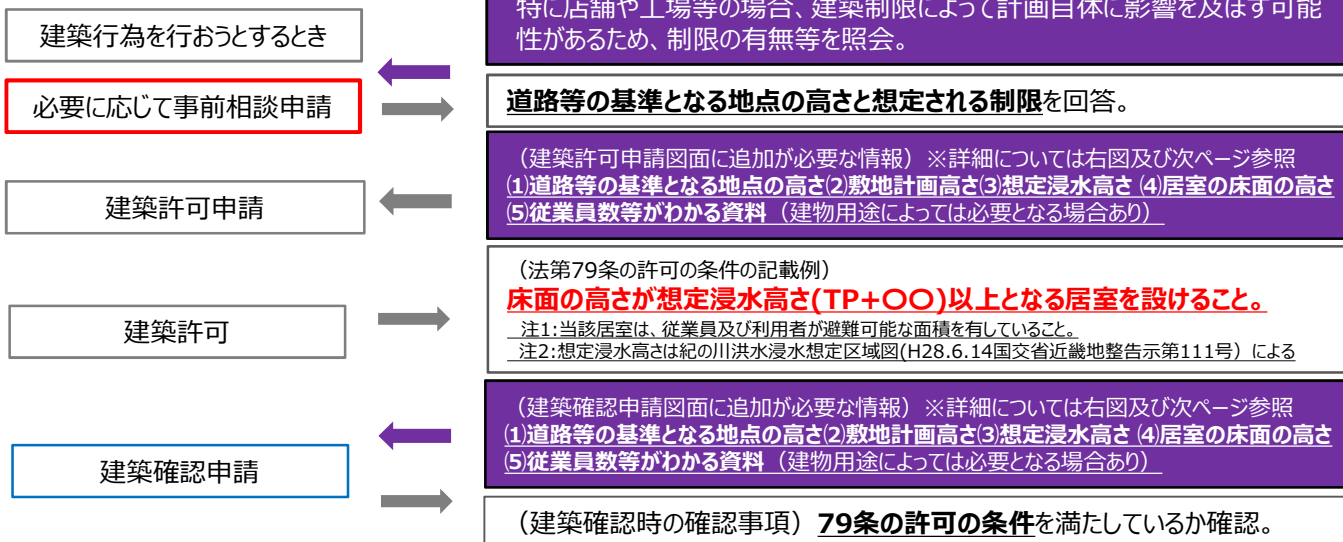 特に店舗や工場等の場合、建築制限によって計画自体に影響を及ぼす可能
性があるため、制限の有無等を照会。
建築行為を行おうとするとき
必要に応じて事前相談申請
道路等の基準となる地点の高さと想定される制限を回答。
（建築許可申請図面に追加が必要な情報）※詳細については右図及び次ページ参照
⑴道路等の基準となる地点の高さ⑵敷地計画高さ⑶想定浸水高さ ⑷居室の床面の高さ
⑸従業員数等がわかる資料（建物用途によっては必要となる場合あり）
建築許可申請
（法第79条の許可の条件の記載例）
床面の高さが想定浸水高さ(TP+〇〇)以上となる居室を設けること。
注1:当該居室は、従業員及び利用者が避難可能な面積を有していること。
注2:想定浸水高さは紀の川洪水浸水想定区域図(H28.6.14国交省近畿地整告示第111号）による
建築許可
（建築確認申請図面に追加が必要な情報）※詳細については右図及び次ページ参照
⑴道路等の基準となる地点の高さ⑵敷地計画高さ⑶想定浸水高さ ⑷居室の床面の高さ
⑸従業員数等がわかる資料（建物用途によっては必要となる場合あり）
建築確認申請
（建築確認時の確認事項）79条の許可の条件を満たしているか確認。